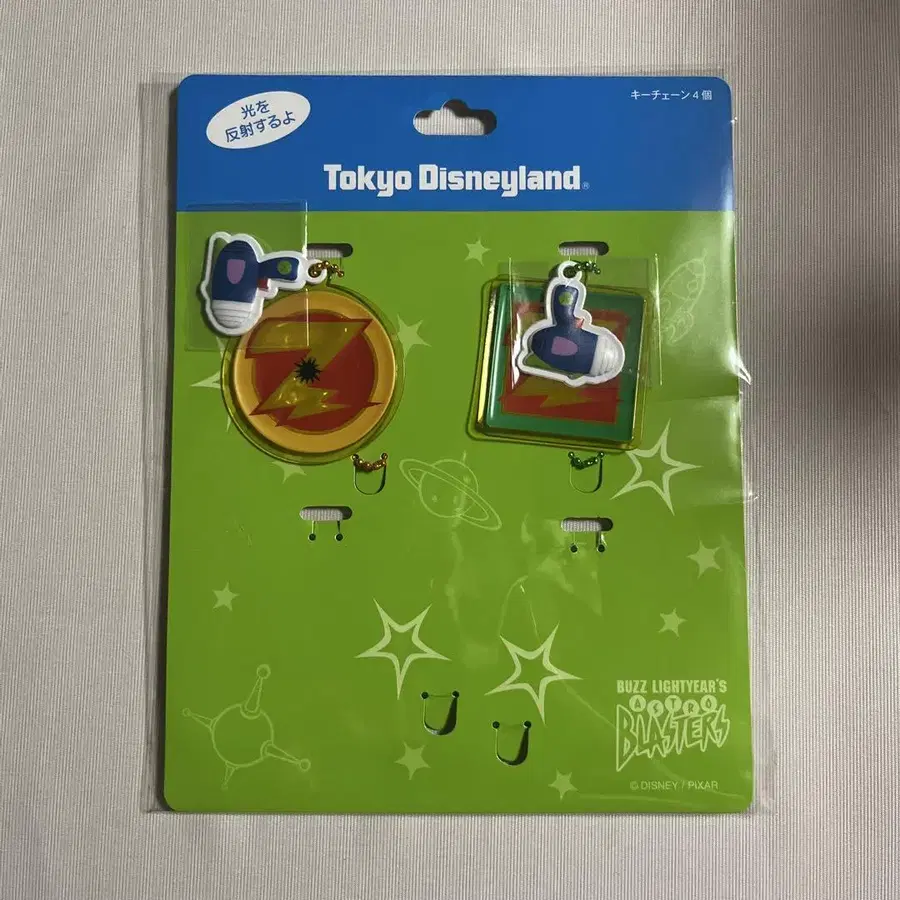 光を
反射するよ
キーチェーン4個
Tokyo Disneyland®
BUZZ LIGHTYEAR'S
ASTRO
BLASTERS
© DISNEY / PIXAR